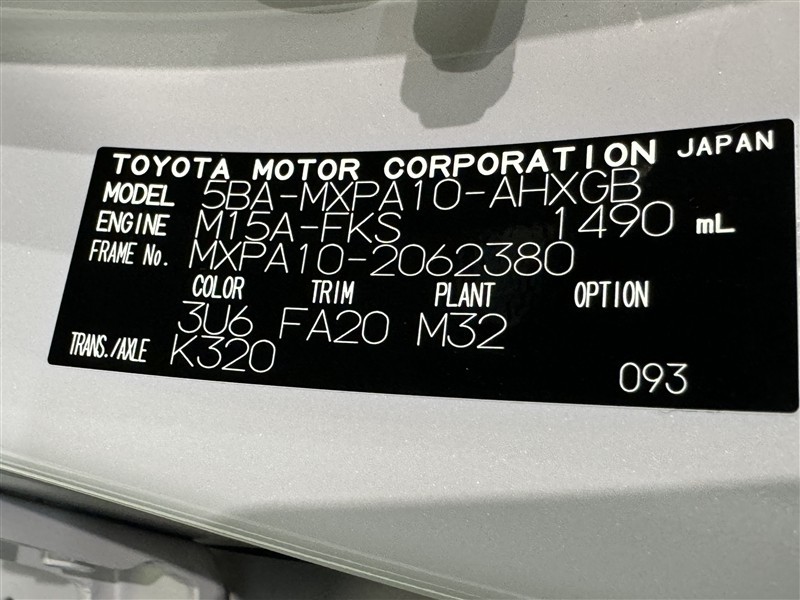 TOYOTA MOTOR CORPORATION JAPAN
MODEL 5BA-MXPA10-AHXGB
ENGINE M15A-FKS 1490 mL
FRAME No. MXPA10-2062380
COLOR TRIM PLANT OPTION
3U6 FA20 M32
TRANS./AXLE K320
093